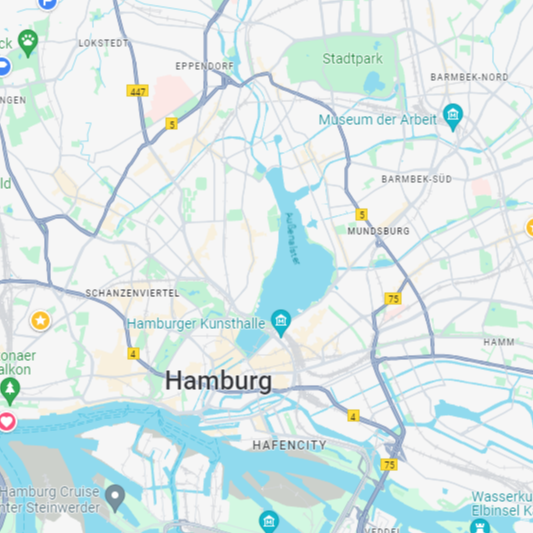 LOKSTEDT
EPPENDORF
Stadtpark
BARMBEK-NORD
447
5
Museum der Arbeit
BARMBEK-SÜD
5
Außenalster
MUNDSBURG
SCHANZENVIERTEL
75
Hamburger Kunsthalle
4
HAMM
Hamburg
4
HAFENCITY
75
Hamburg Cruise
nter Steinwerder
Wasserku
Elbinsel K
VEDDEL
onaer
alkon
ck
NGEN
ld